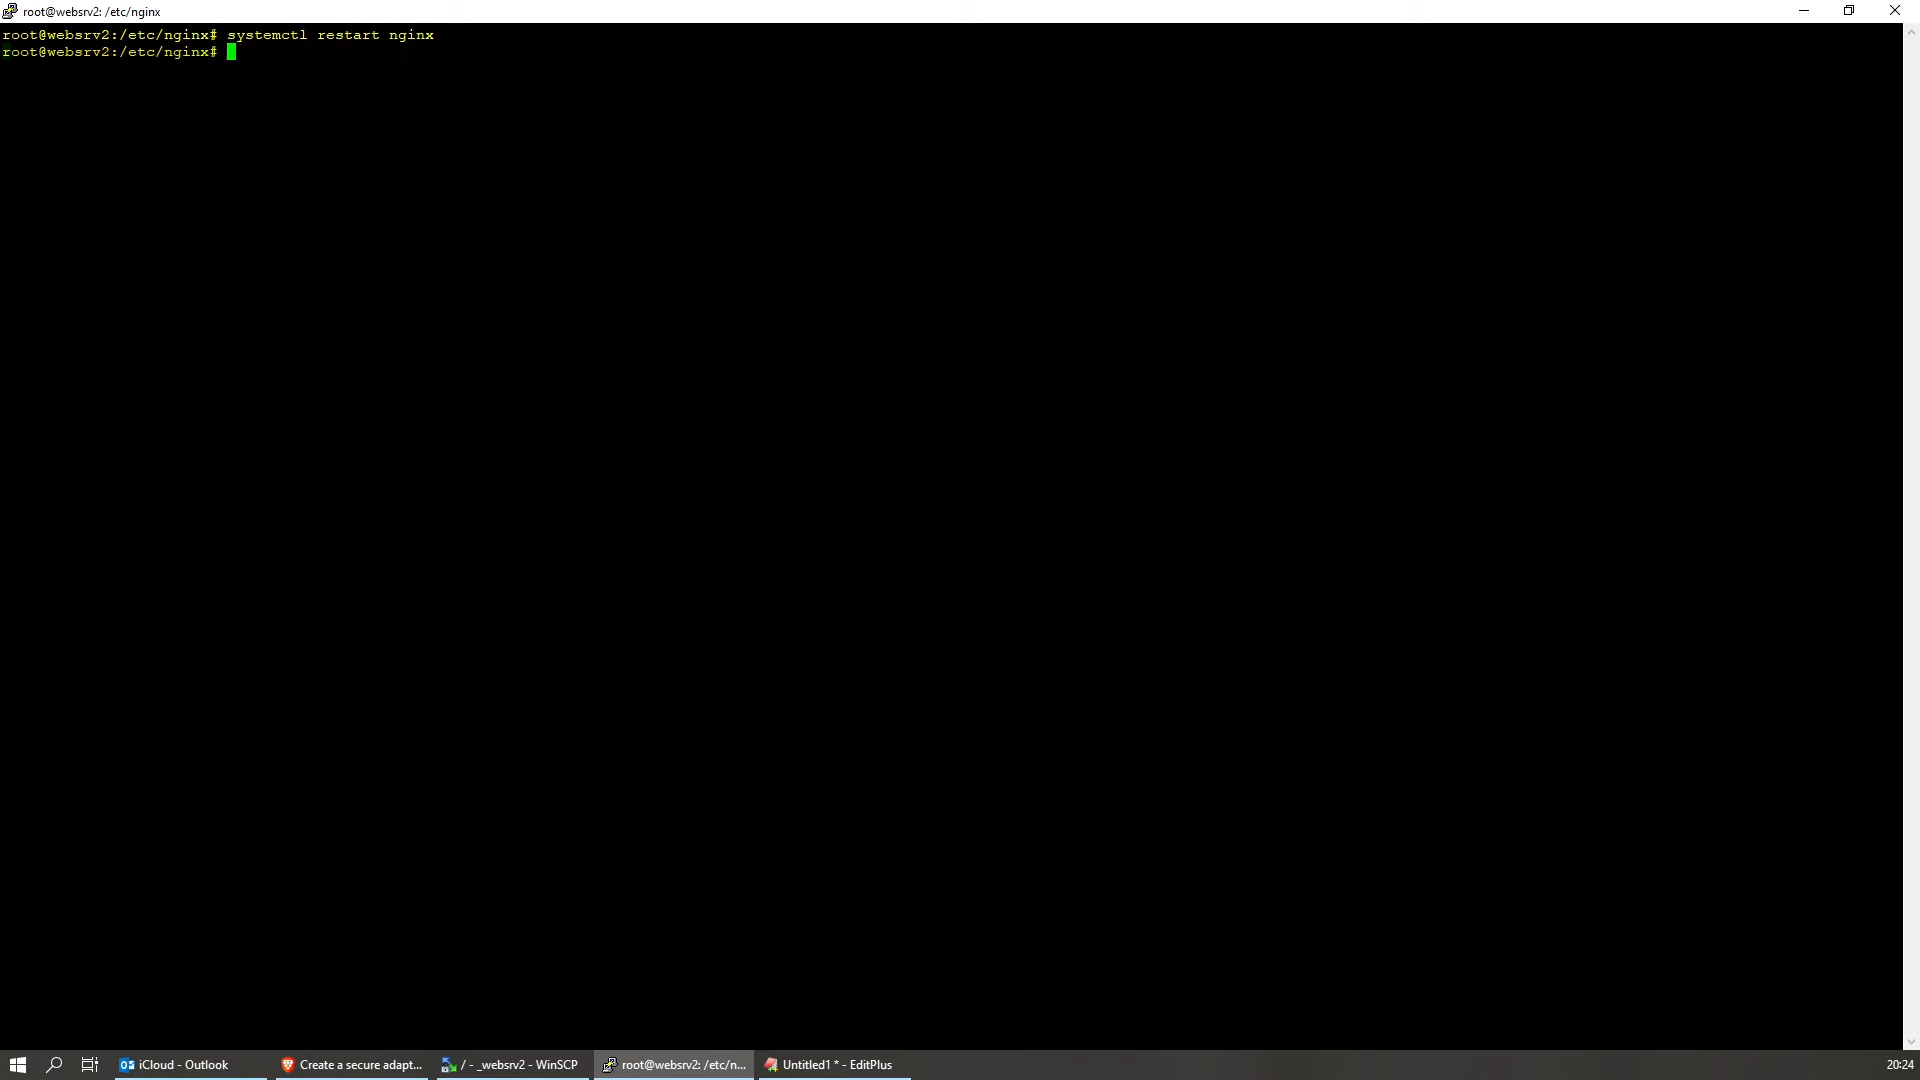 root@websrv2: /etc/nginx
root@websrv2:/etc/nginx# systemctl restart nginx
root@websrv2:/etc/nginx#
iCloud - Outlook
Create a secure adapt...
/ - _websrv2 - WinSCP
root@websrv2: /etc/n...
Untitled1 * - EditPlus
20:24